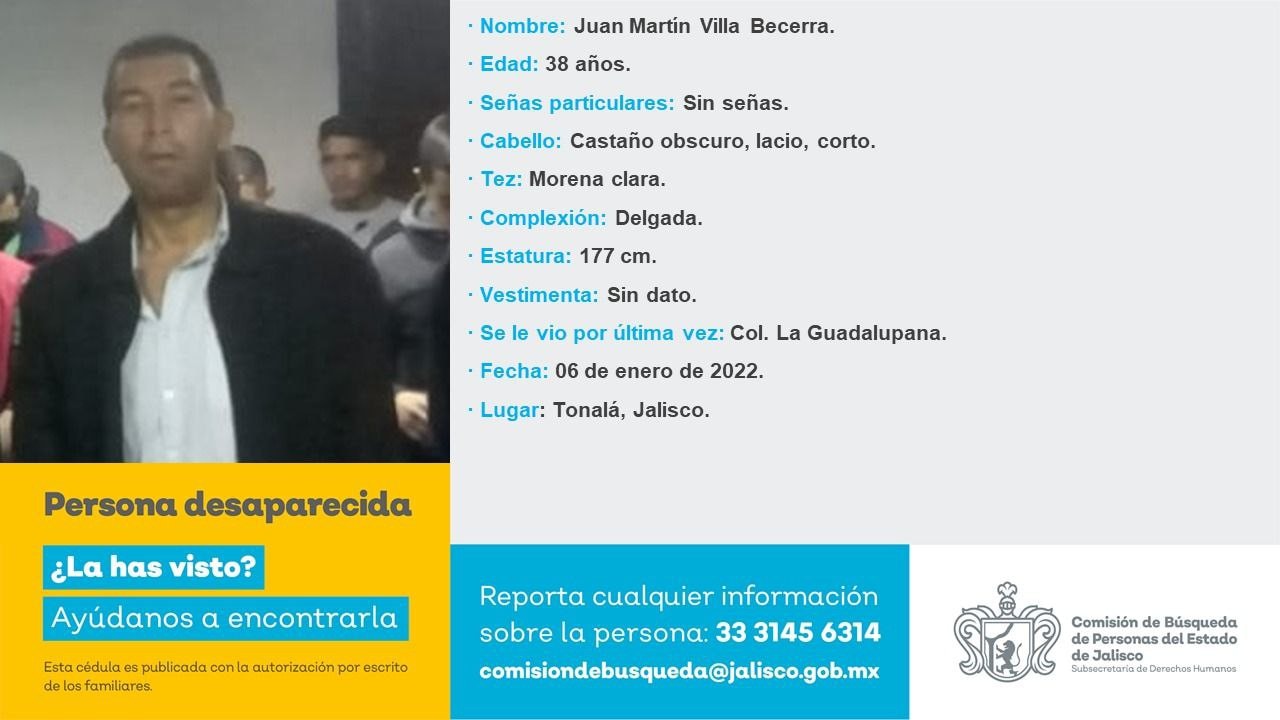 · Nombre: Juan Martín Villa Becerra.
· Edad: 38 años.
· Señas particulares: Sin señas.
· Cabello: Castaño obscuro, lacio, corto.
· Tez: Morena clara.
· Complexión: Delgada.
· Estatura: 177 cm.
· Vestimenta: Sin dato.
· Se le vio por última vez: Col. La Guadalupana.
· Fecha: 06 de enero de 2022.
· Lugar: Tonalá, Jalisco.
Persona desaparecida
¿La has visto?
Ayúdanos a encontrarla
Esta cédula es publicada con la autorización por escrito
de los familiares.
Reporta cualquier información
sobre la persona: 33 3145 6314
comisiondebusqueda@jalisco.gob.mx
Comisión de Búsqueda
de Personas del Estado
de Jalisco
Subsecretaría de Derechos Humanos